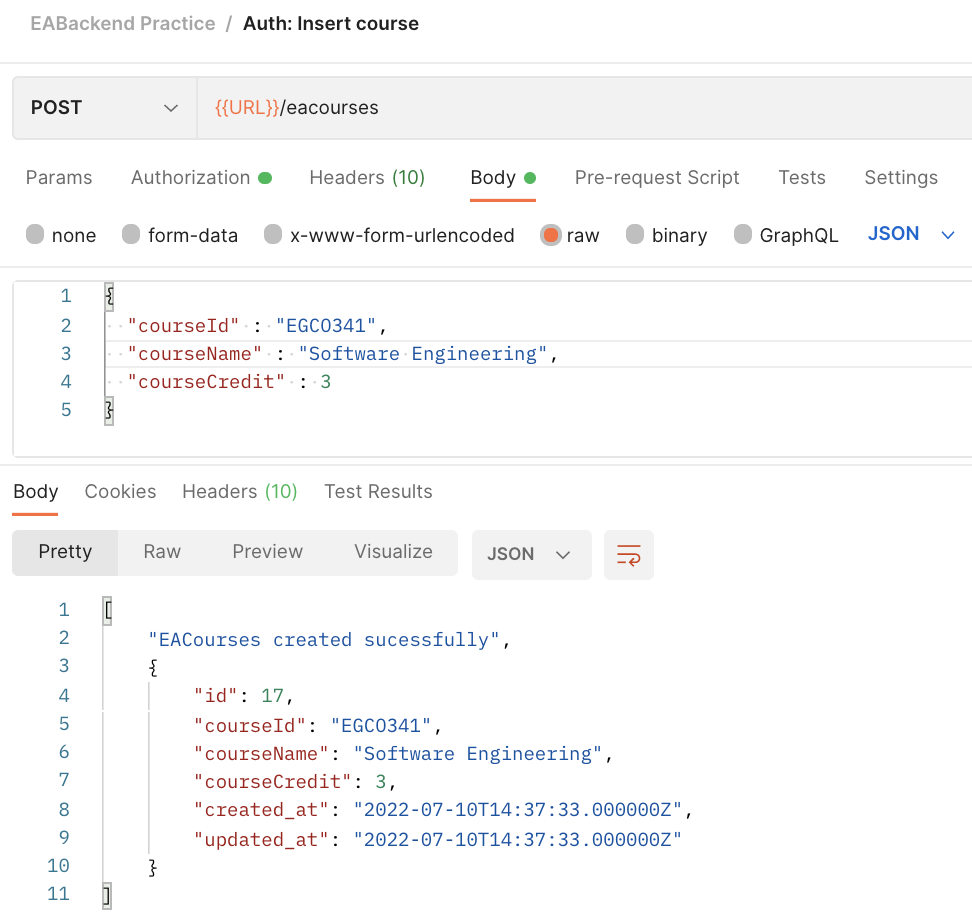 EABackend Practice / Auth: Insert course
POST {{URL}}/eacourses
Params Authorization Headers (10) Body Pre-request Script Tests Settings
none form-data x-www-form-urlencoded raw binary GraphQL JSON
1 {
2 "courseId" : "EGCO341",
3 "courseName" : "Software Engineering",
4 "courseCredit" : 3
5 }
Body Cookies Headers (10) Test Results
Pretty Raw Preview Visualize JSON
1 [
2 "EACourses created sucessfully",
3 {
4 "id": 17,
5 "courseId": "EGCO341",
6 "courseName": "Software Engineering",
7 "courseCredit": 3,
8 "created_at": "2022-07-10T14:37:33.000000Z",
9 "updated_at": "2022-07-10T14:37:33.000000Z"
10 }
11 ]